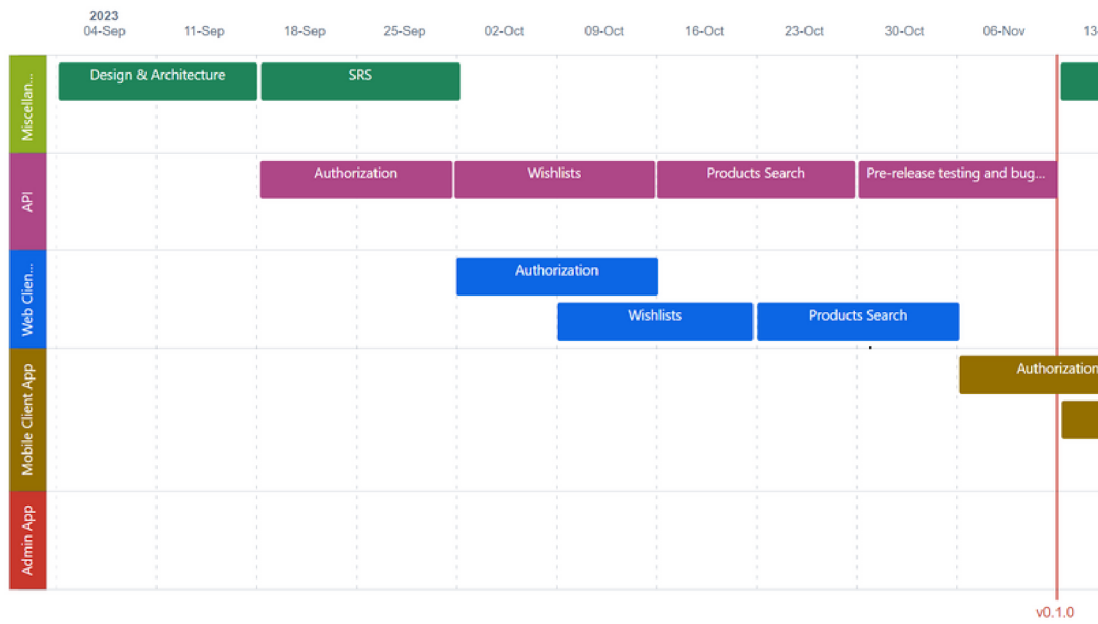 2023
04-Sep 11-Sep 18-Sep 25-Sep 02-Oct 09-Oct 16-Oct 23-Oct 30-Oct 06-Nov 13-
Miscellan...
Design & Architecture SRS
API
Authorization Wishlists Products Search Pre-release testing and bug...
Web Clien...
Authorization
Wishlists Products Search
Mobile Client App
Authorization
Admin App
v0.1.0